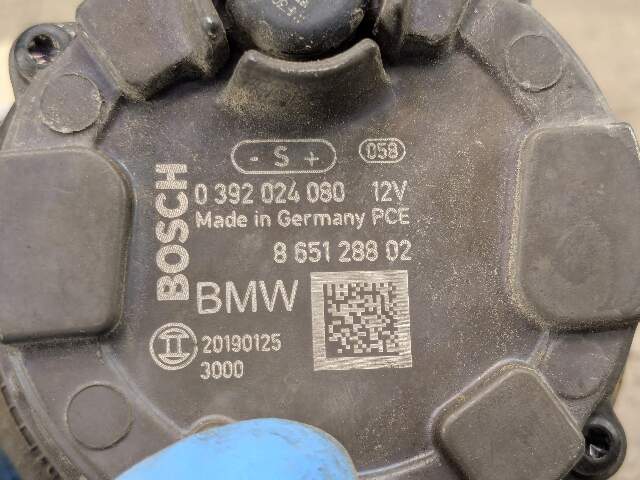 - S + 058
BOSCH
0 392 024 080 12V
Made in Germany PCE
8 651 288 02
BMW
20190125
3000